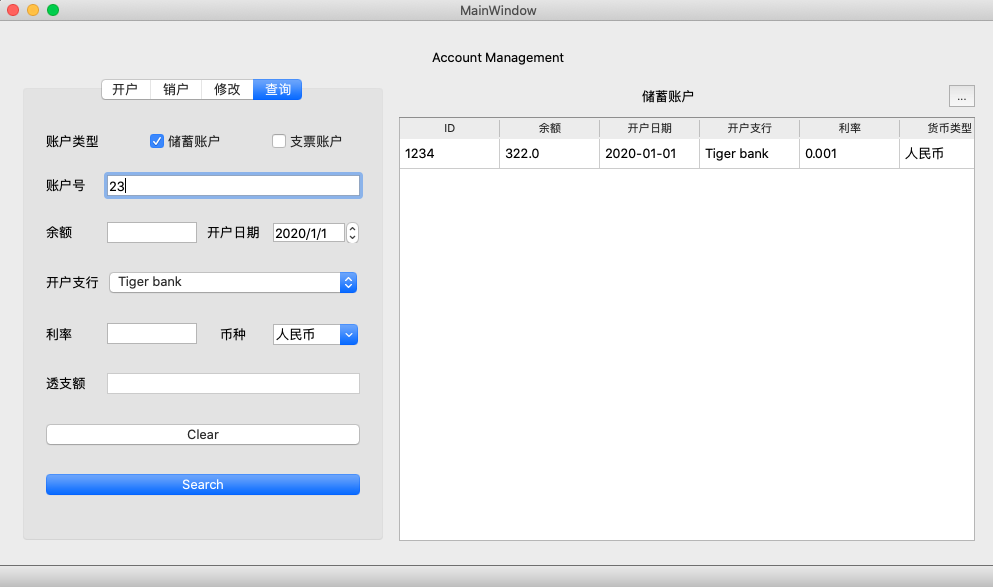 MainWindow
Account Management
开户 销户 修改 查询
账户类型 储蓄账户 支票账户
账户号 23
余额 开户日期 2020/1/1
开户支行 Tiger bank
利率 币种 人民币
透支额
Clear
Search
储蓄账户 ...
ID 余额 开户日期 开户支行 利率 货币类型
1234 322.0 2020-01-01 Tiger bank 0.001 人民币